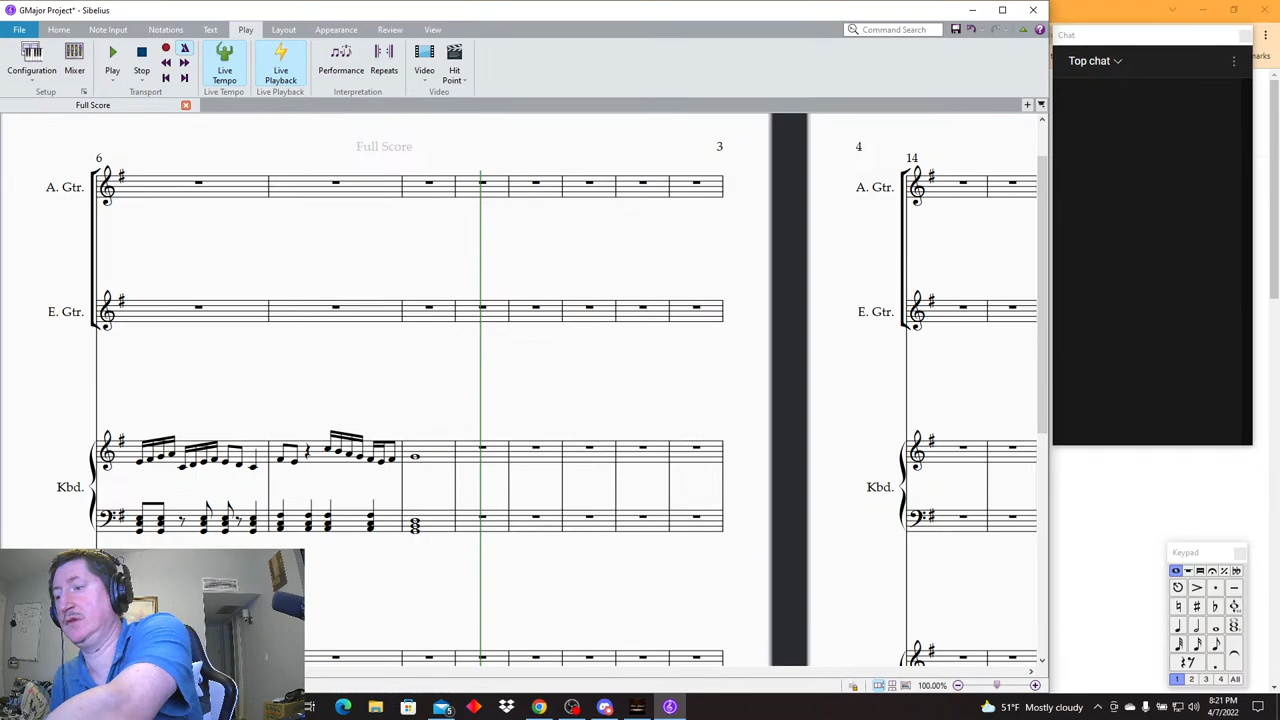 GMajor Project* - Sibelius
File Home Note Input Notations Text Play Layout Appearance Review View
Command Search
Configuration Mixer Play Stop Live Tempo Live Playback Performance Repeats Video Hit Point
Setup Transport Live Tempo Live Playback Interpretation Video
Full Score
Chat
Top chat
marks
6 Full Score 3
4 14
A. Gtr. A. Gtr.
E. Gtr. E. Gtr.
Kbd. Kbd.
Keypad
1 2 3 4 All
100.00%
51°F Mostly cloudy
8:21 PM
4/7/2022